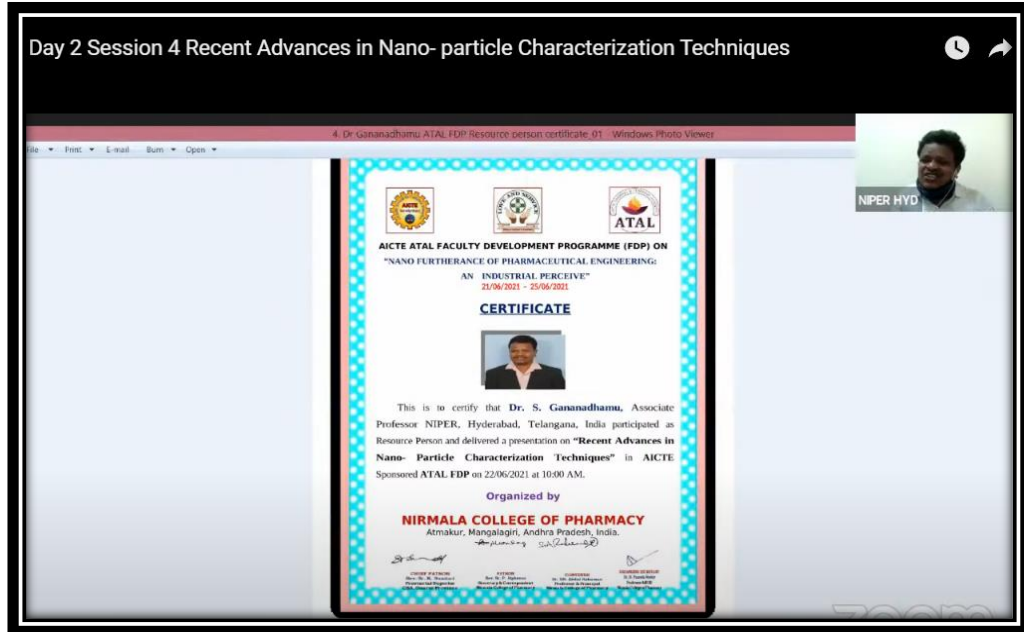 Day 2 Session 4 Recent Advances in Nano- particle Characterization Techniques
4. Dr Gananadhamu ATAL FDP Resource person certificate_01 - Windows Photo Viewer
File Print E-mail Burn Open
NIPER HYD
AICTE
LOVE AND SERVICE
ATAL
AICTE ATAL FACULTY DEVELOPMENT PROGRAMME (FDP) ON
"NANO FURTHERANCE OF PHARMACEUTICAL ENGINEERING:
AN INDUSTRIAL PERCEIVE"
21/06/2021 - 25/06/2021
CERTIFICATE
This is to certify that Dr. S. Gananadhamu, Associate
Professor NIPER, Hyderabad, Telangana, India participated as
Resource Person and delivered a presentation on "Recent Advances in
Nano- Particle Characterization Techniques" in AICTE
Sponsored ATAL FDP on 22/06/2021 at 10:00 AM.
Organized by
NIRMALA COLLEGE OF PHARMACY
Atmakur, Mangalagiri, Andhra Pradesh, India.
zoom